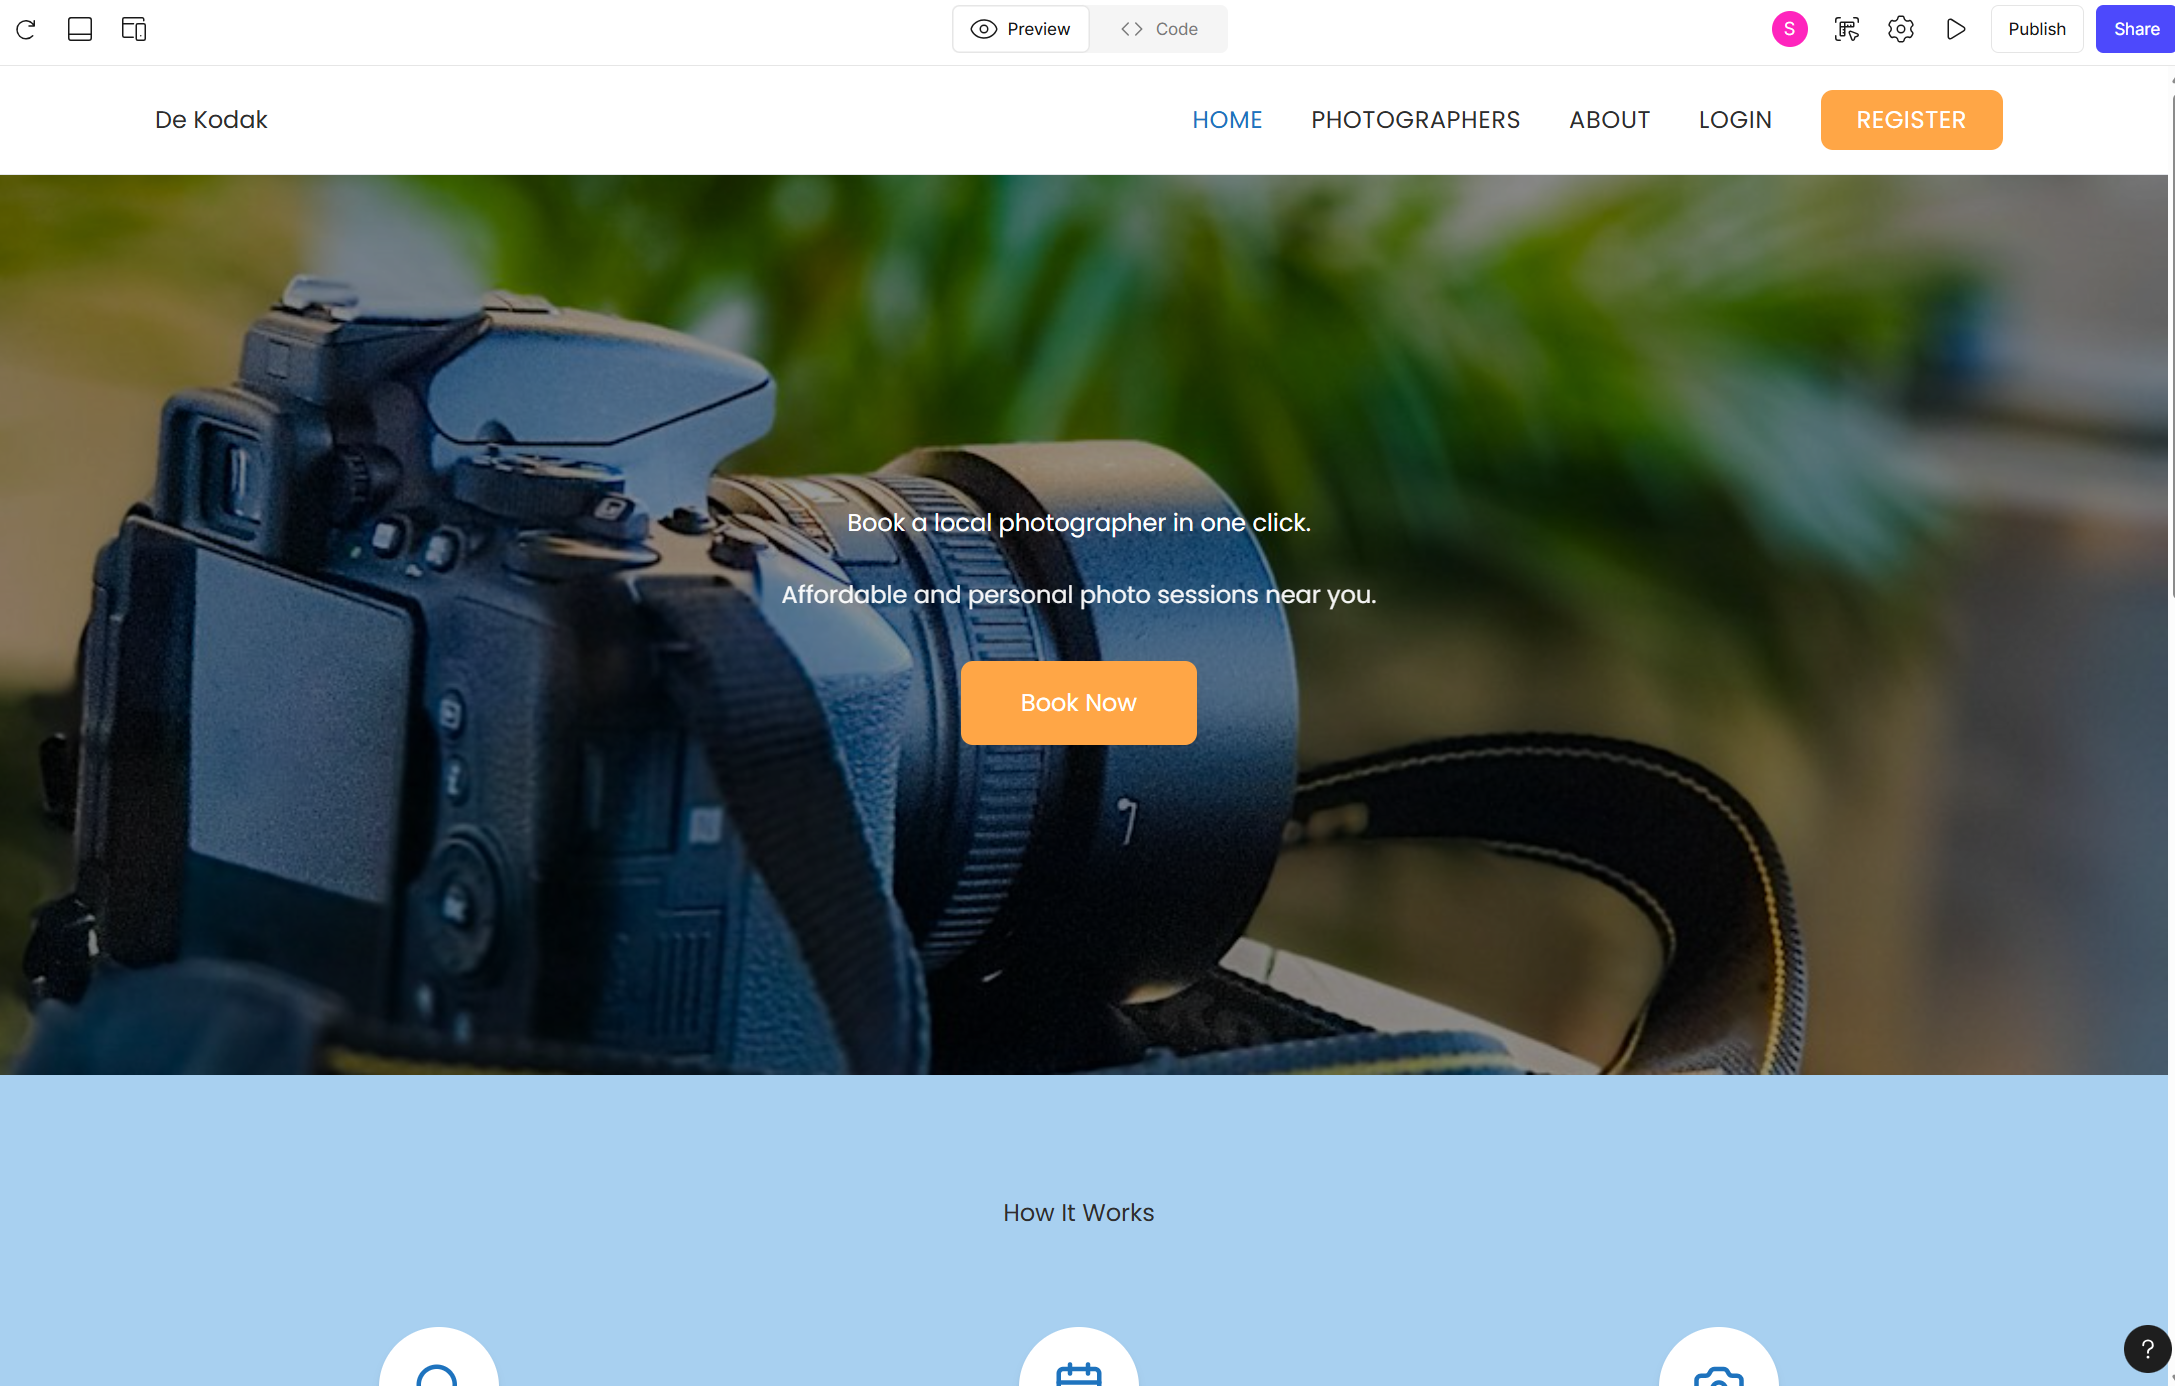 Preview
Code
S
Publish
Share
De Kodak
HOME
PHOTOGRAPHERS
ABOUT
LOGIN
REGISTER
Book a local photographer in one click.
Affordable and personal photo sessions near you.
Book Now
How It Works
?